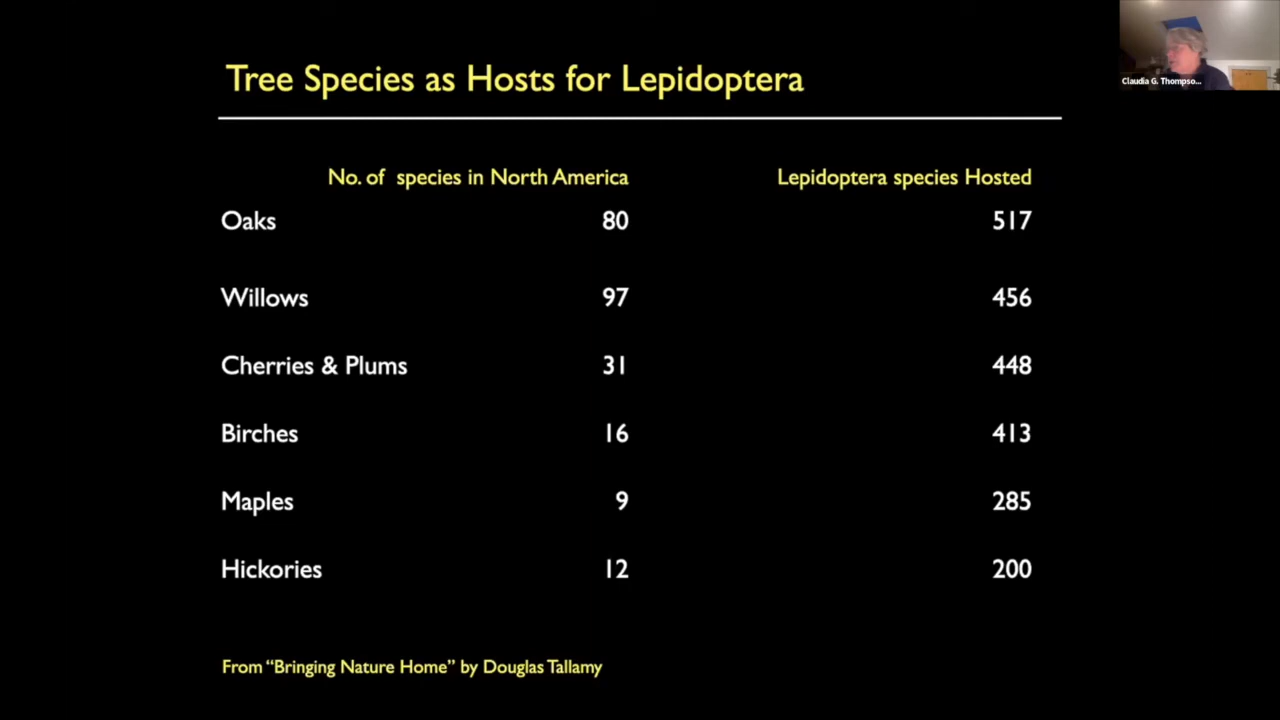 Tree Species as Hosts for Lepidoptera
Claudia G. Thompso...
No. of species in North America Lepidoptera species Hosted
Oaks 80 517
Willows 97 456
Cherries & Plums 31 448
Birches 16 413
Maples 9 285
Hickories 12 200
From “Bringing Nature Home” by Douglas Tallamy